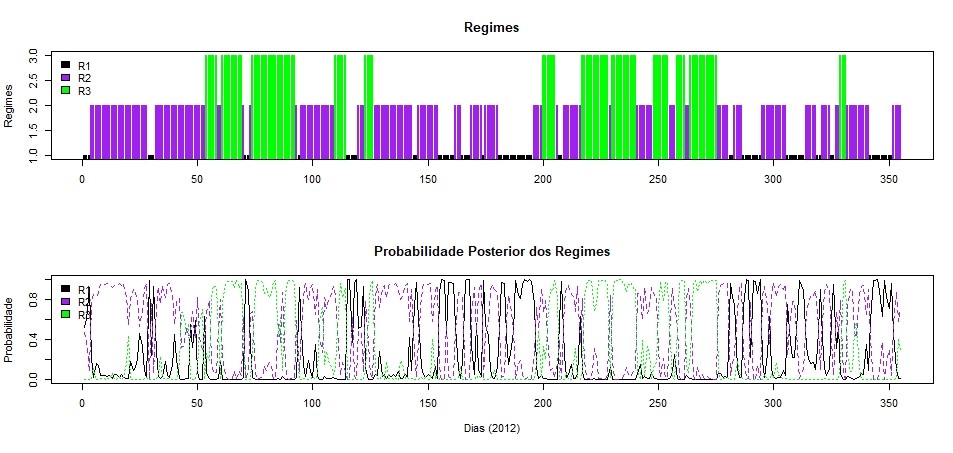 Regimes
Regimes
3.0
2.5
2.0
1.5
1.0
R1
R2
R3
0 50 100 150 200 250 300 350
Probabilidade Posterior dos Regimes
Probabilidade
0.8
0.4
0.0
R1
R2
R3
0 50 100 150 200 250 300 350
Dias (2012)